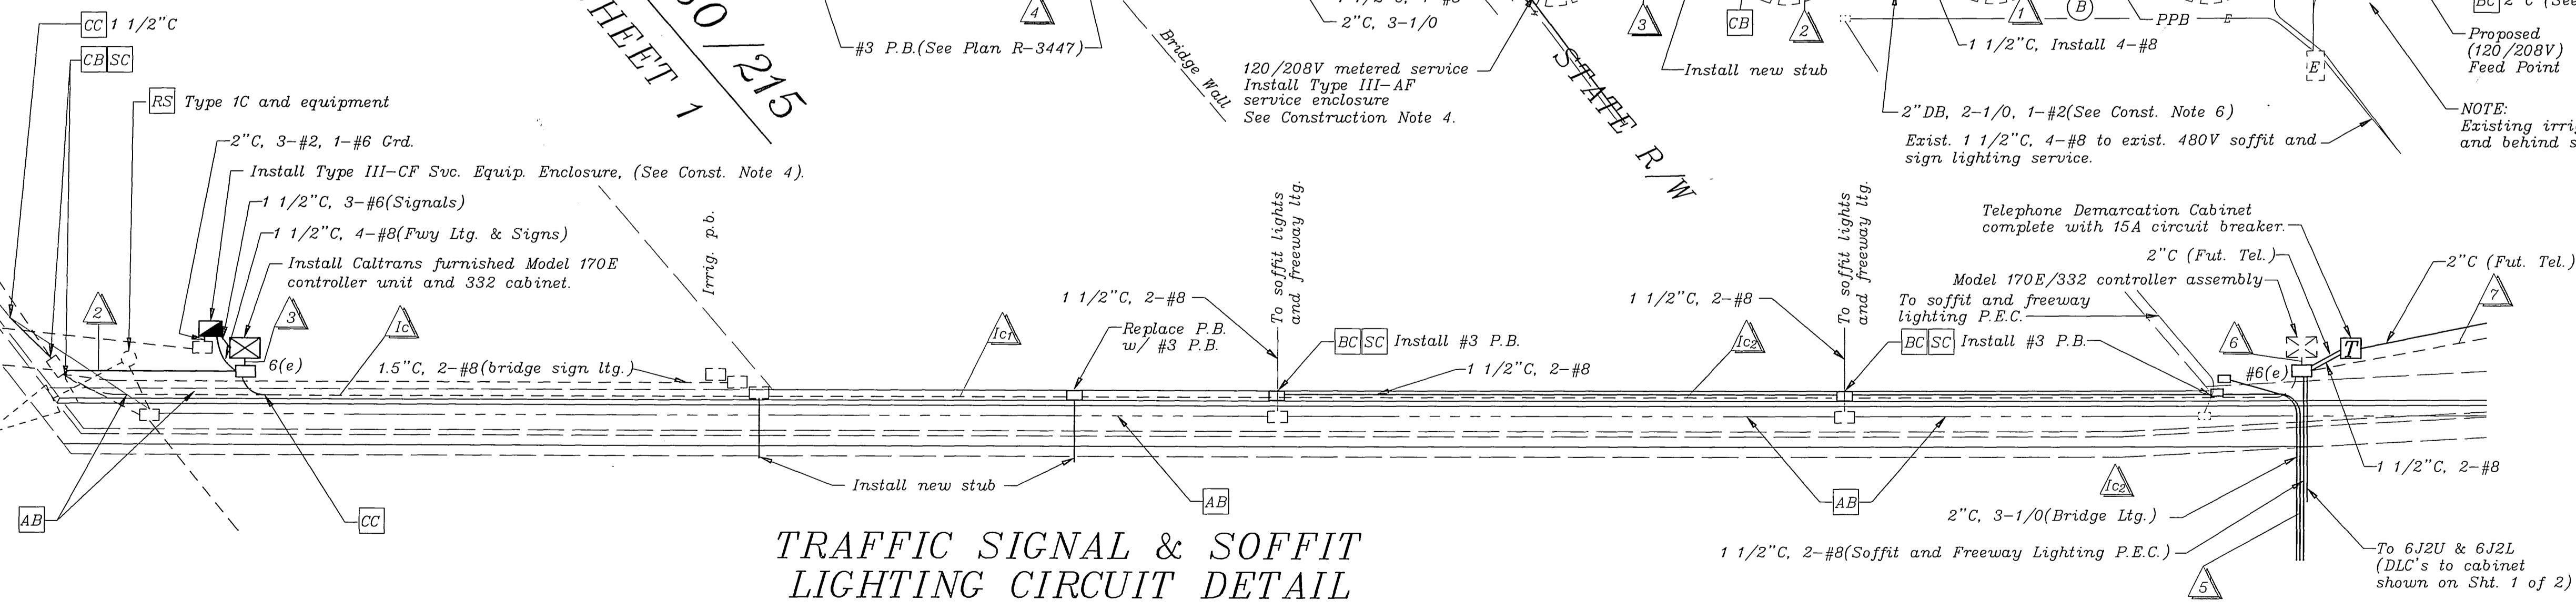 CC 1 1/2"C
CB SC
RS Type 1C and equipment
2"C, 3-#2, 1-#6 Grd.
Install Type III-CF Svc. Equip. Enclosure, (See Const. Note 4).
1 1/2"C, 3-#6(Signals)
1 1/2"C, 4-#8(Fwy Ltg. & Signs)
Install Caltrans furnished Model 170E
controller unit and 332 cabinet.
2
3
Ic
6(e)
1.5"C, 2-#8(bridge sign ltg.)
AB
CC
/215
SHEET 1
#3 P.B.(See Plan R-3447)
4
Bridge Wall
2"C, 3-1/0
120/208V metered service
Install Type III-AF
service enclosure
See Construction Note 4.
STATE R/W
3
CB
2
Install new stub
1
B
PPB
E
1 1/2"C, Install 4-#8
E
2"DB, 2-1/0, 1-#2(See Const. Note 6)
Exist. 1 1/2"C, 4-#8 to exist. 480V soffit and
sign lighting service.
BC 2"C (See
Proposed
(120/208V)
Feed Point
NOTE:
Existing irri
and behind s
Irrig. p.b.
Ic1
1 1/2"C, 2-#8
Replace P.B.
w/ #3 P.B.
To soffit lights
and freeway ltg.
BC SC Install #3 P.B.
1 1/2"C, 2-#8
Ic2
Install new stub
AB
1 1/2"C, 2-#8
To soffit lights
and freeway ltg.
BC SC Install #3 P.B.
AB
Telephone Demarcation Cabinet
complete with 15A circuit breaker.
2"C (Fut. Tel.)
Model 170E/332 controller assembly
To soffit and freeway
lighting P.E.C.
2"C (Fut. Tel.)
7
6
T
#6(e)
1 1/2"C, 2-#8
Ic2
2"C, 3-1/0(Bridge Ltg.)
1 1/2"C, 2-#8(Soffit and Freeway Lighting P.E.C.)
5
To 6J2U & 6J2L
(DLC's to cabinet
shown on Sht. 1 of 2)
TRAFFIC SIGNAL & SOFFIT
LIGHTING CIRCUIT DETAIL